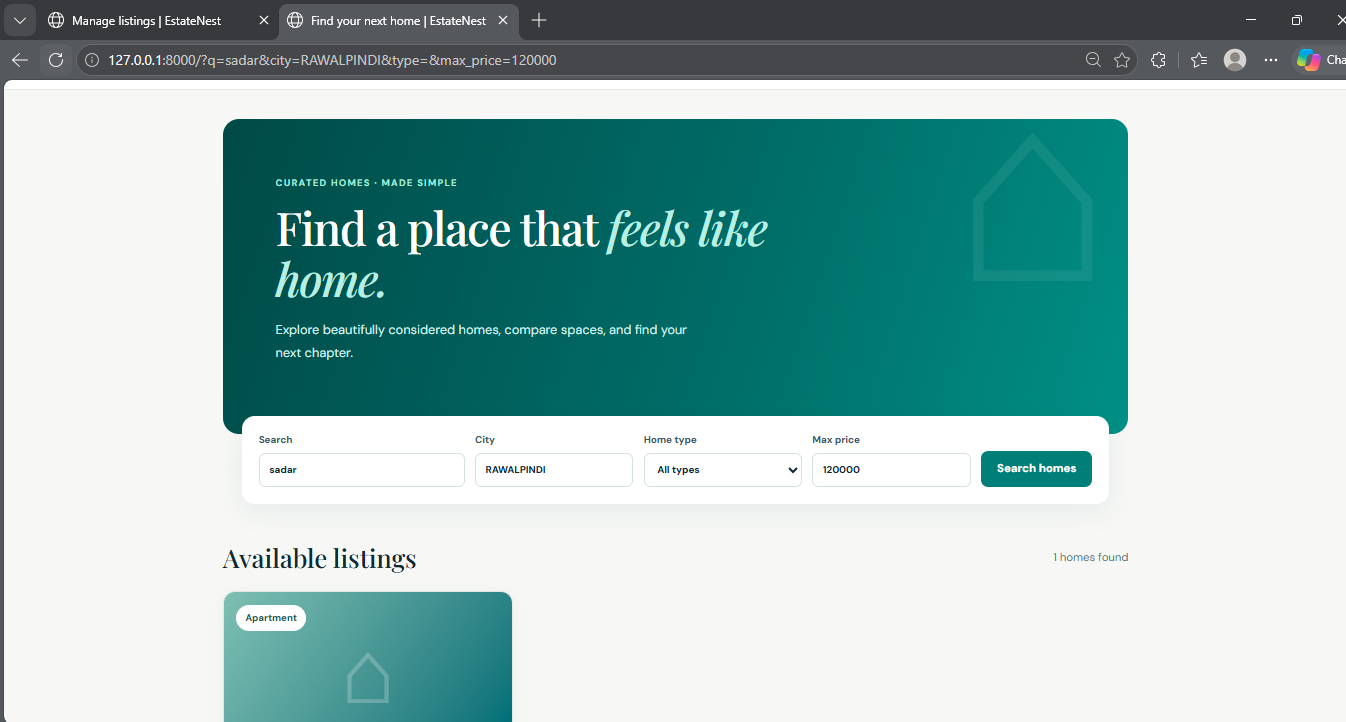 Manage listings | EstateNest
Find your next home | EstateNest
127.0.0.1:8000/?q=sadar&city=RAWALPINDI&type=&max_price=120000
Cha
CURATED HOMES · MADE SIMPLE
Find a place that feels like
home.
Explore beautifully considered homes, compare spaces, and find your
next chapter.
Search City Home type Max price
sadar RAWALPINDI All types 120000 Search homes
Available listings 1 homes found
Apartment